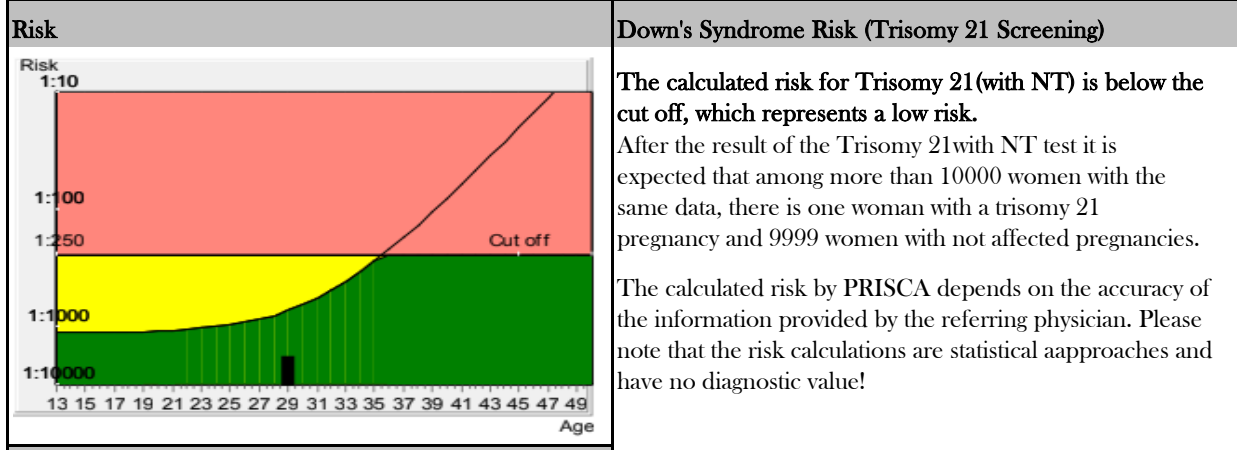 Risk
Down's Syndrome Risk (Trisomy 21 Screening)
Risk
1:10
1:100
1:250
Cut off
1:1000
1:10000
13 15 17 19 21 23 25 27 29 31 33 35 37 39 41 43 45 47 49
Age
The calculated risk for Trisomy 21(with NT) is below the
cut off, which represents a low risk.
After the result of the Trisomy 21with NT test it is
expected that among more than 10000 women with the
same data, there is one woman with a trisomy 21
pregnancy and 9999 women with not affected pregnancies.
The calculated risk by PRISCA depends on the accuracy of
the information provided by the referring physician. Please
note that the risk calculations are statistical aapproaches and
have no diagnostic value!